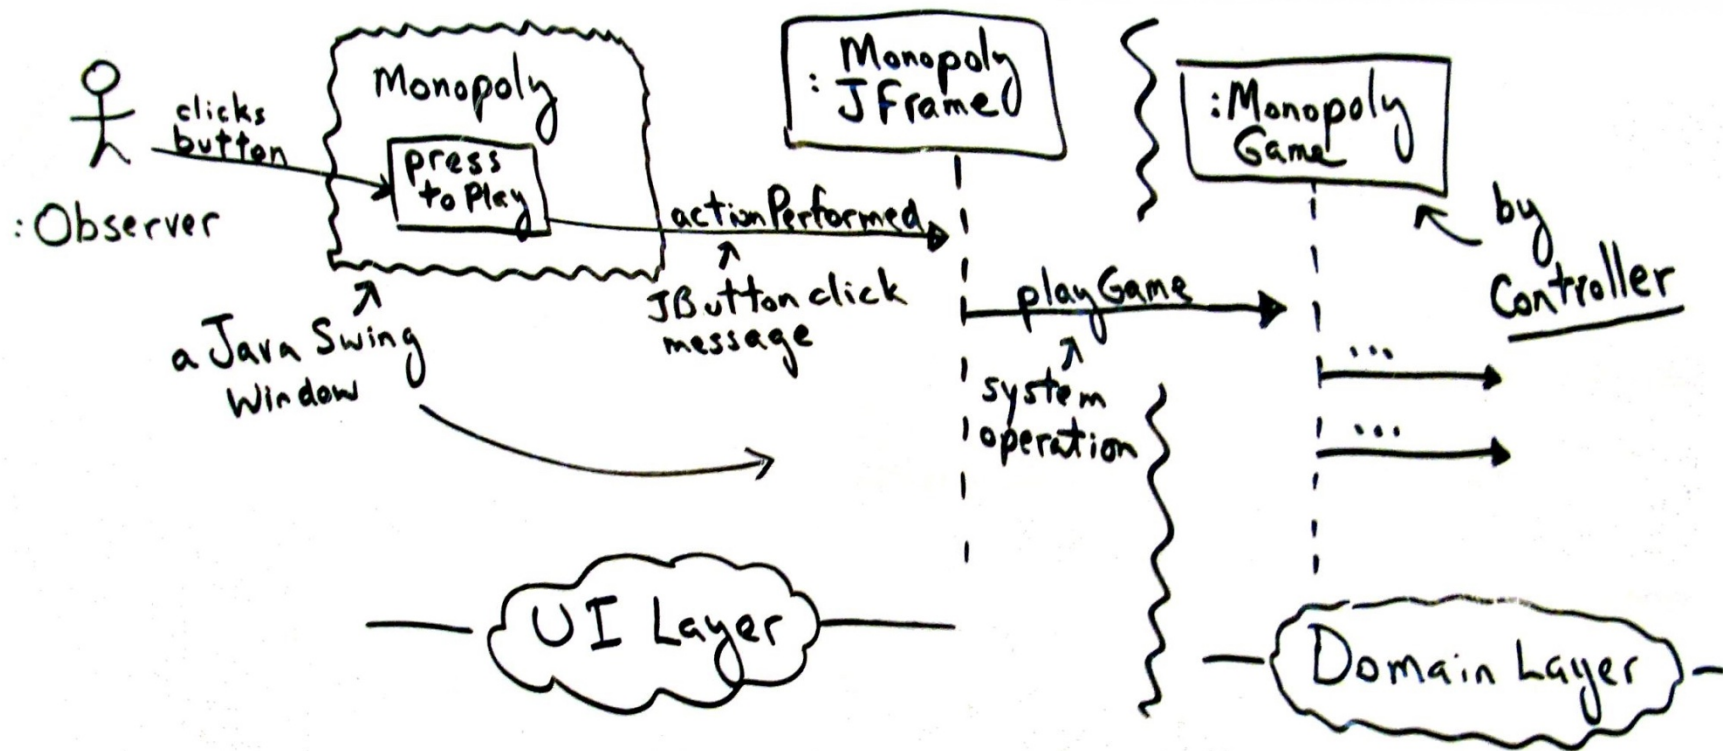 :Observer
clicks
button
Monopoly
press
to Play
a Java Swing
Window
actionPerformed
JButton click
message
Monopoly
: JFrame
playGame
system
operation
:Monopoly
Game
by
Controller
...
...
UI Layer
Domain Layer